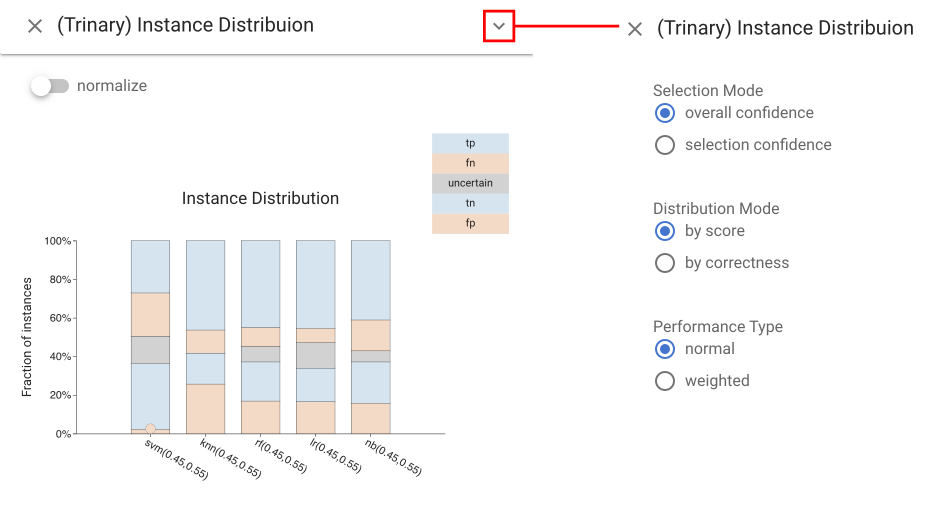 (Trinary) Instance Distribuion
normalize
tp
fn
uncertain
tn
fp
Instance Distribution
Fraction of instances
100%
80%
60%
40%
20%
0%
svm(0.45,0.55)
knn(0.45,0.55)
rf(0.45,0.55)
lr(0.45,0.55)
nb(0.45,0.55)
(Trinary) Instance Distribuion
Selection Mode
overall confidence
selection confidence
Distribution Mode
by score
by correctness
Performance Type
normal
weighted